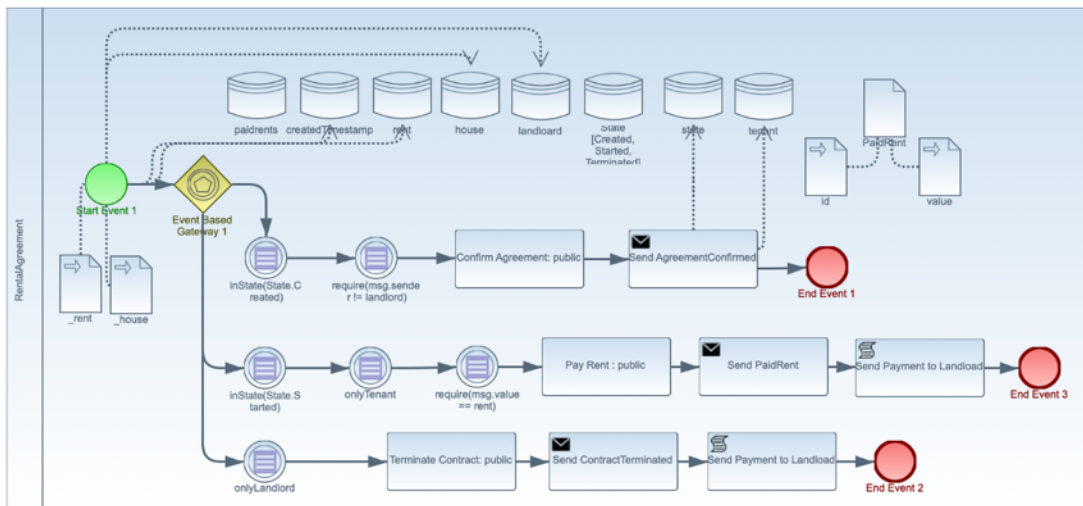 RentalAgreement
paidrents
createdTimestamp
rent
house
landloard
State
[Created,
Started,
Terminated]
state
tenant
PaidRent
id
value
Start Event 1
Event Based
Gateway 1
_rent
_house
inState(State.C
reated)
require(msg.sende
r != landlord)
Confirm Agreement: public
Send AgreementConfirmed
End Event 1
inState(State.S
tarted)
onlyTenant
require(msg.value
== rent)
Pay Rent : public
Send PaidRent
Send Payment to Landload
End Event 3
onlyLandlord
Terminate Contract: public
Send ContractTerminated
Send Payment to Landload
End Event 2